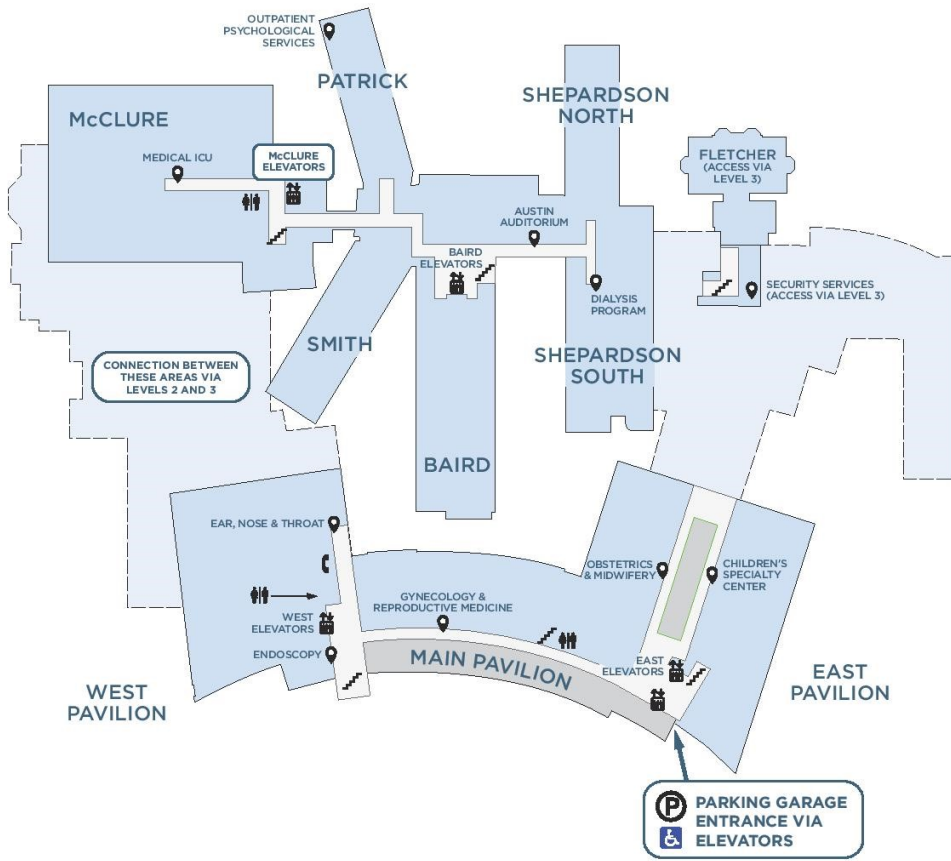 OUTPATIENT
PSYCHOLOGICAL
SERVICES
PATRICK
SHEPARDSON
NORTH
McCLURE
MEDICAL ICU
McCLURE
ELEVATORS
FLETCHER
(ACCESS VIA
LEVEL 3)
AUSTIN
AUDITORIUM
BAIRD
ELEVATORS
DIALYSIS
PROGRAM
SECURITY SERVICES
(ACCESS VIA LEVEL 3)
SMITH
SHEPARDSON
SOUTH
CONNECTION BETWEEN
THESE AREAS VIA
LEVELS 2 AND 3
BAIRD
EAR, NOSE & THROAT
OBSTETRICS
& MIDWIFERY
CHILDREN'S
SPECIALTY
CENTER
GYNECOLOGY &
REPRODUCTIVE MEDICINE
WEST
ELEVATORS
ENDOSCOPY
MAIN PAVILION
EAST
ELEVATORS
WEST
PAVILION
EAST
PAVILION
P
PARKING GARAGE
ENTRANCE VIA
ELEVATORS